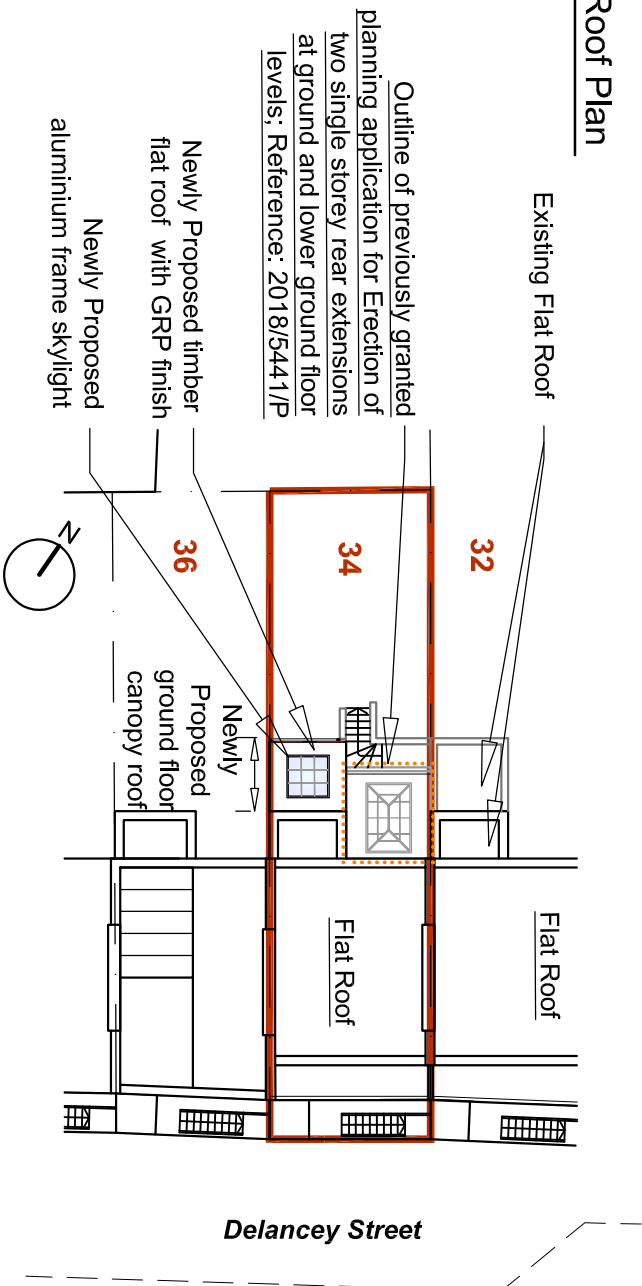 Roof Plan
Existing Flat Roof
Outline of previously granted
planning application for Erection of
two single storey rear extensions
at ground and lower ground floor
levels; Reference: 2018/5441/P
Newly Proposed timber
flat roof with GRP finish
Newly Proposed
aluminium frame skylight
32
34
36
N
Newly
Proposed
ground floor
canopy roof
Flat Roof
Flat Roof
Delancey Street